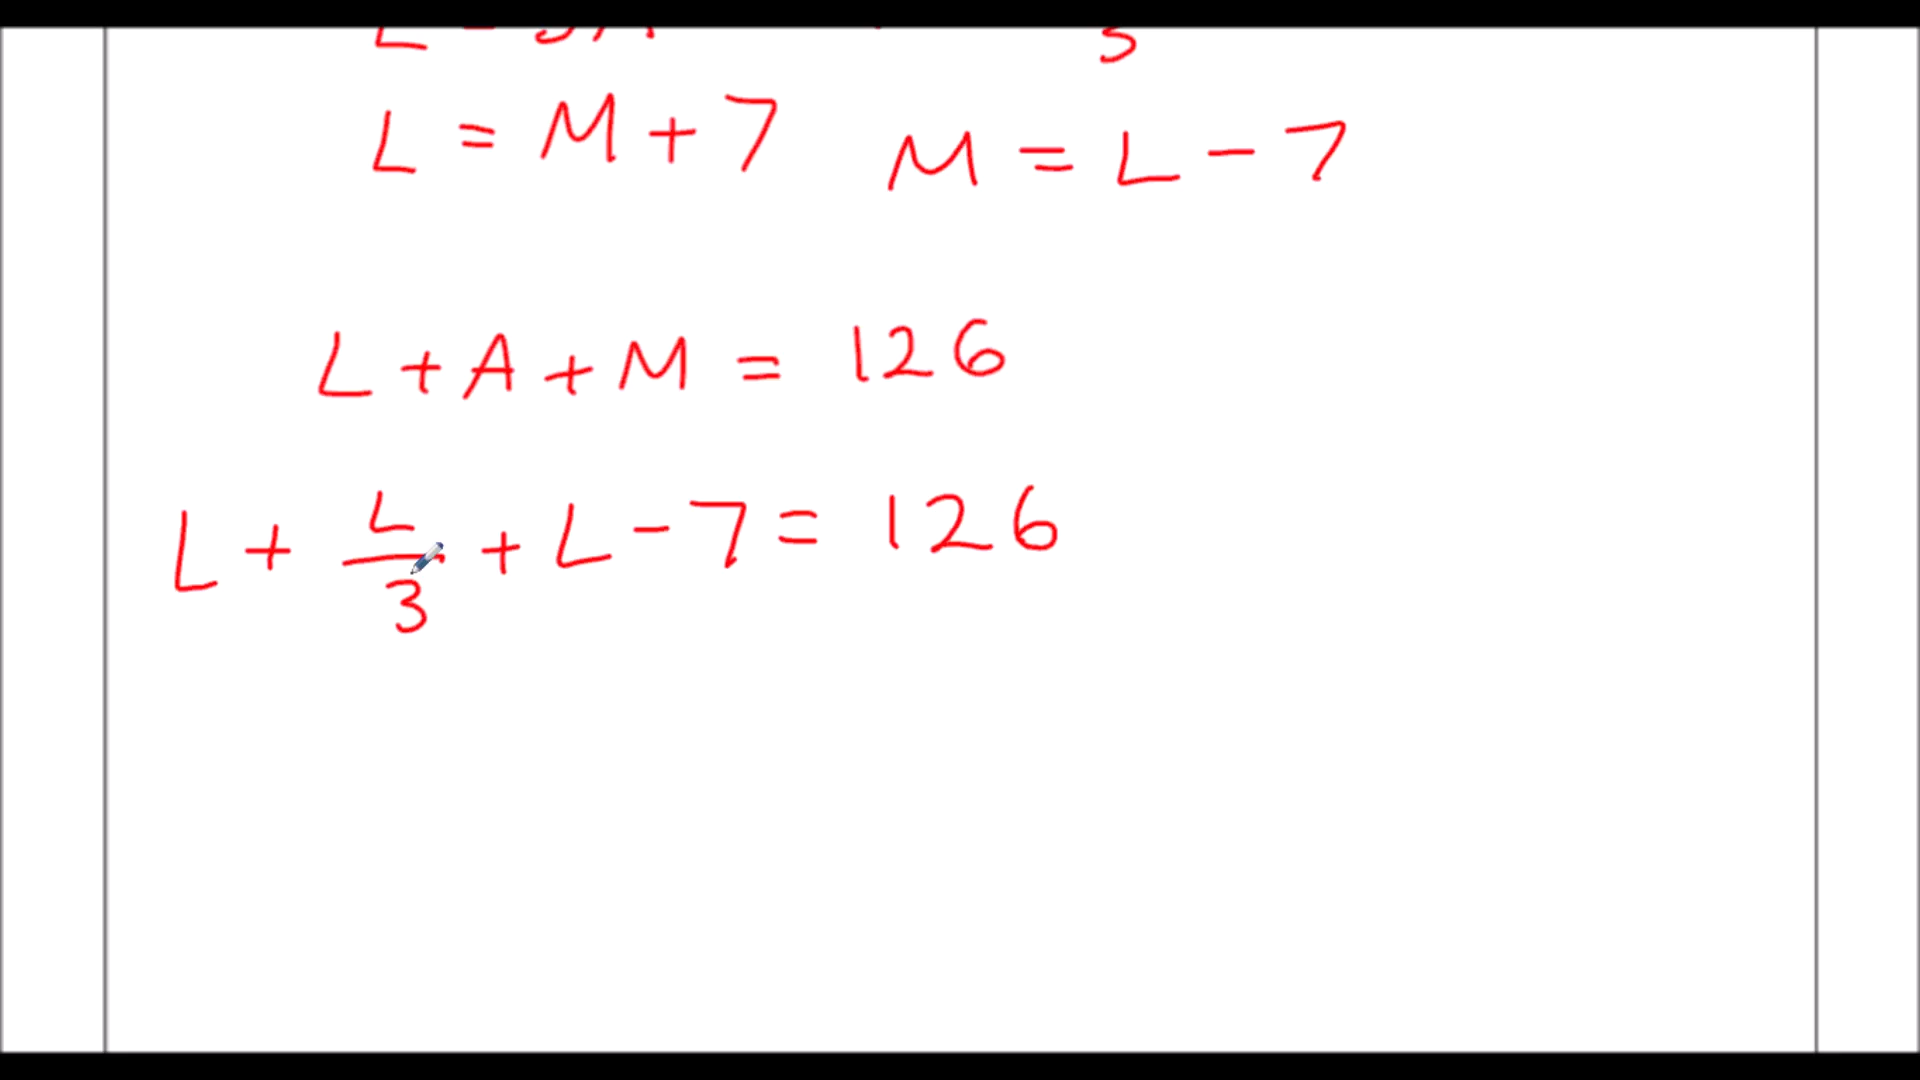 L = M + 7 M = L - 7
L + A + M = 126
L + L/3 + L - 7 = 126